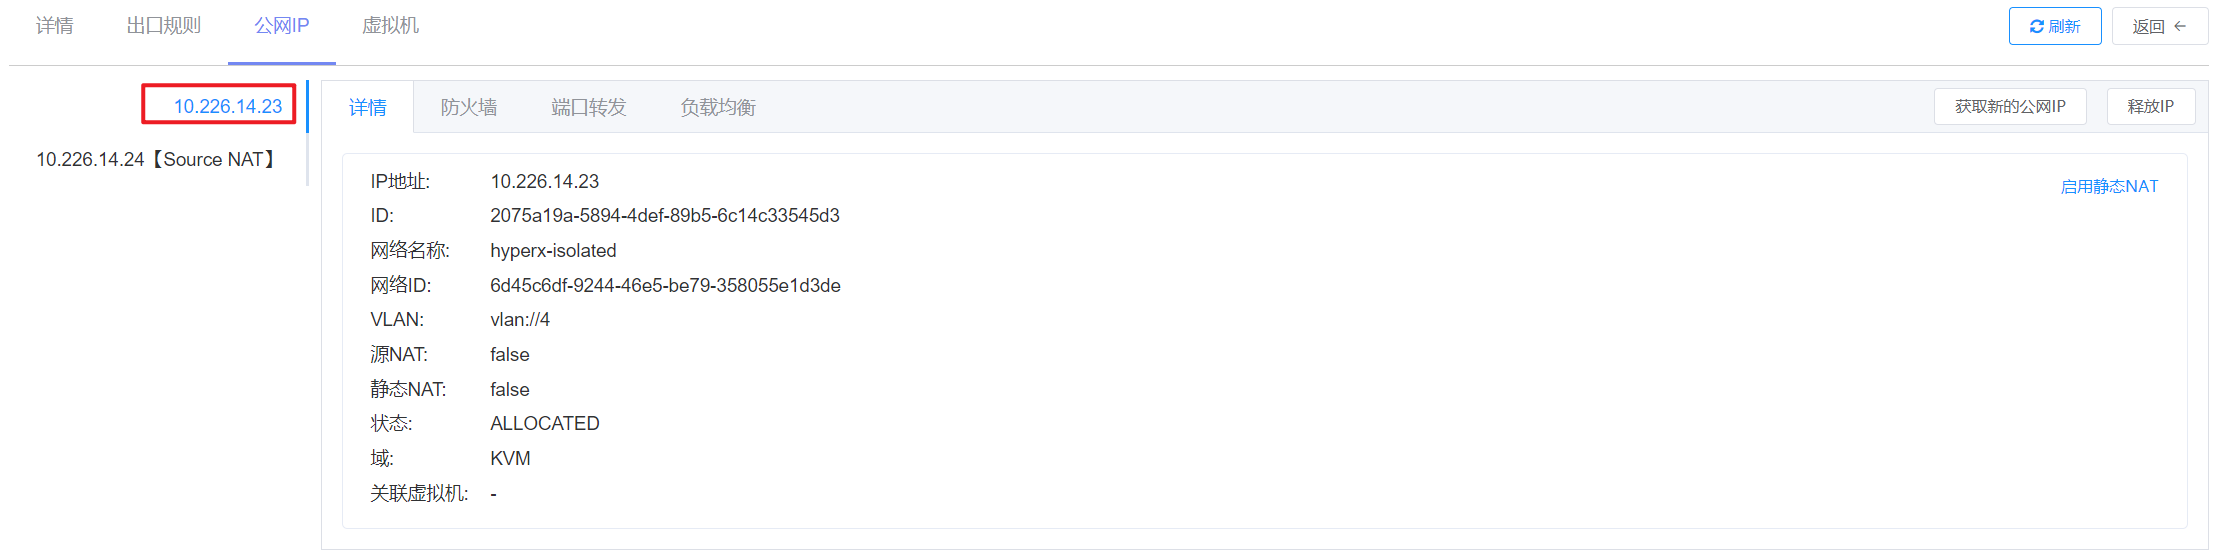 详情 出口规则 公网IP 虚拟机 刷新 返回 ←
10.226.14.23
10.226.14.24【Source NAT】
详情 防火墙 端口转发 负载均衡 获取新的公网IP 释放IP
IP地址: 10.226.14.23 启用静态NAT
ID: 2075a19a-5894-4def-89b5-6c14c33545d3
网络名称: hyperx-isolated
网络ID: 6d45c6df-9244-46e5-be79-358055e1d3de
VLAN: vlan://4
源NAT: false
静态NAT: false
状态: ALLOCATED
域: KVM
关联虚拟机: -